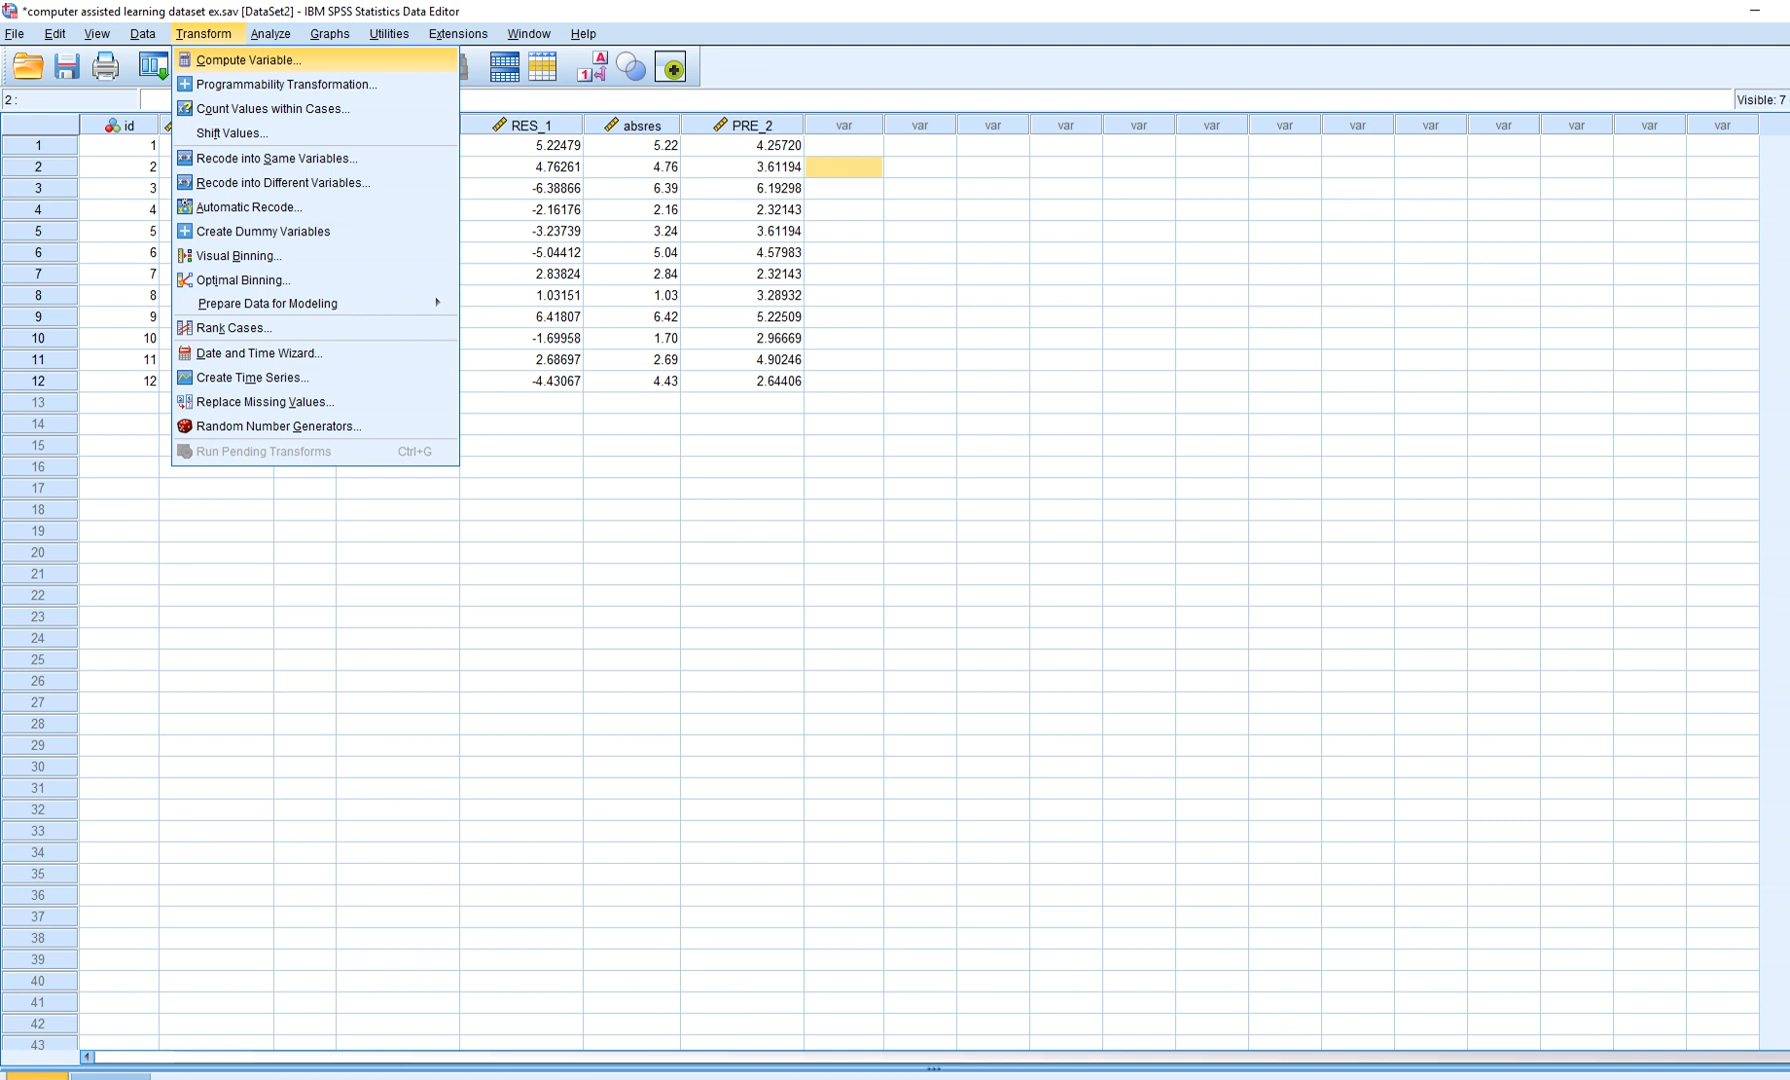 *computer assisted learning dataset ex.sav [DataSet2] - IBM SPSS Statistics Data Editor
File Edit View Data Transform Analyze Graphs Utilities Extensions Window Help
2 :
Visible: 7
Compute Variable...
Programmability Transformation...
Count Values within Cases...
Shift Values...
Recode into Same Variables...
Recode into Different Variables...
Automatic Recode...
Create Dummy Variables
Visual Binning...
Optimal Binning...
Prepare Data for Modeling
Rank Cases...
Date and Time Wizard...
Create Time Series...
Replace Missing Values...
Random Number Generators...
Run Pending Transforms Ctrl+G
id RES_1 absres PRE_2 var var var var var var var var var var var var var
1 1 5.22479 5.22 4.25720
2 2 4.76261 4.76 3.61194
3 3 -6.38866 6.39 6.19298
4 4 -2.16176 2.16 2.32143
5 5 -3.23739 3.24 3.61194
6 6 -5.04412 5.04 4.57983
7 7 2.83824 2.84 2.32143
8 8 1.03151 1.03 3.28932
9 9 6.41807 6.42 5.22509
10 10 -1.69958 1.70 2.96669
11 11 2.68697 2.69 4.90246
12 12 -4.43067 4.43 2.64406
13
14
15
16
17
18
19
20
21
22
23
24
25
26
27
28
29
30
31
32
33
34
35
36
37
38
39
40
41
42
43